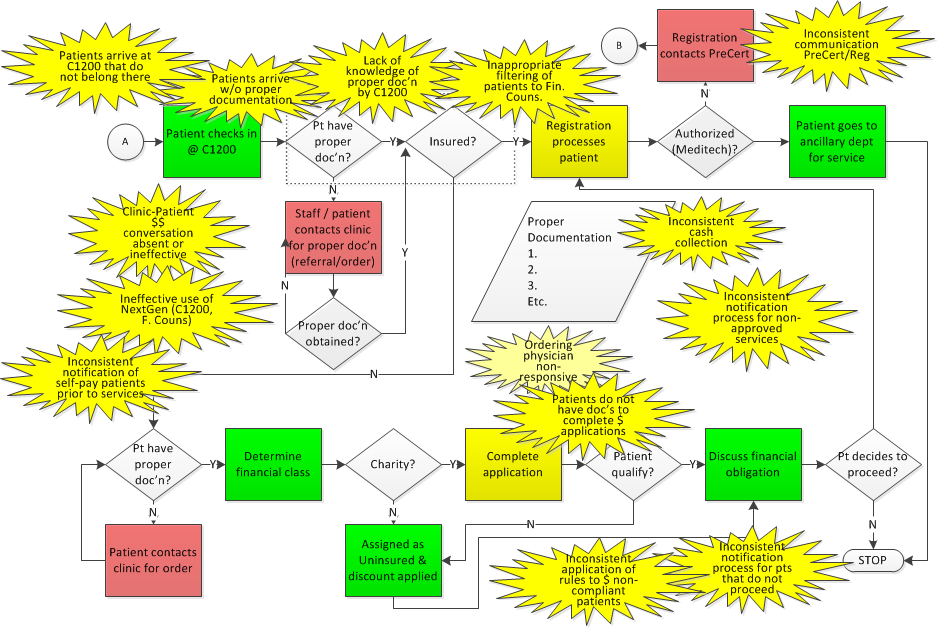 Patients arrive at
C1200 that do
not belong there
Patients arrive
w/o proper
documentation
Lack of
knowledge of
proper doc'n
by C1200
Inappropriate
filtering of
patients to Fin.
Couns.
B
Registration
contacts PreCert
Inconsistent
communication
PreCert/Reg
N
A
Patient checks in
@ C1200
Pt have
proper
doc'n?
Y
Insured?
Y
Registration
processes
patient
Authorized
(Meditech)?
Patient goes to
ancillary dept
for service
N
Clinic-Patient
$$
conversation
absent or
ineffective
Staff / patient
contacts clinic
for proper doc'n
(referral/order)
Y
N
Proper
Documentation
1.
2.
3.
Etc.
Inconsistent
cash
collection
Ineffective use of
NextGen (C1200,
F. Couns)
Proper doc'n
obtained?
Inconsistent
notification
process for non-
approved
services
Inconsistent
notification of
self-pay patients
prior to services
N
Ordering
physician
non-
responsive
Patients do not
have doc's to
complete $
applications
Pt have
proper
doc'n?
Y
Determine
financial class
Charity?
Y
Complete
application
Patient
qualify?
Y
Discuss financial
obligation
Pt decides to
proceed?
N
N
N
N
Patient contacts
clinic for order
Assigned as
Uninsured &
discount applied
Inconsistent
application of
rules to $ non-
compliant
patients
Inconsistent
notification
process for pts
that do not
proceed
STOP